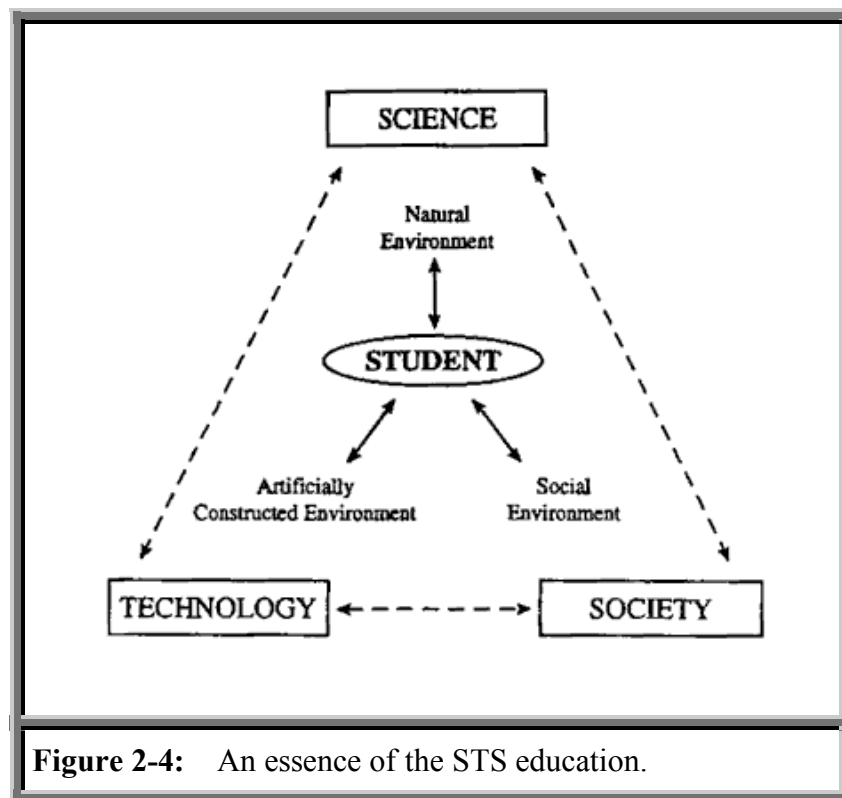 SCIENCE
Natural
Environment
STUDENT
Artificially
Constructed Environment
Social
Environment
TECHNOLOGY
SOCIETY
Figure 2-4: An essence of the STS education.